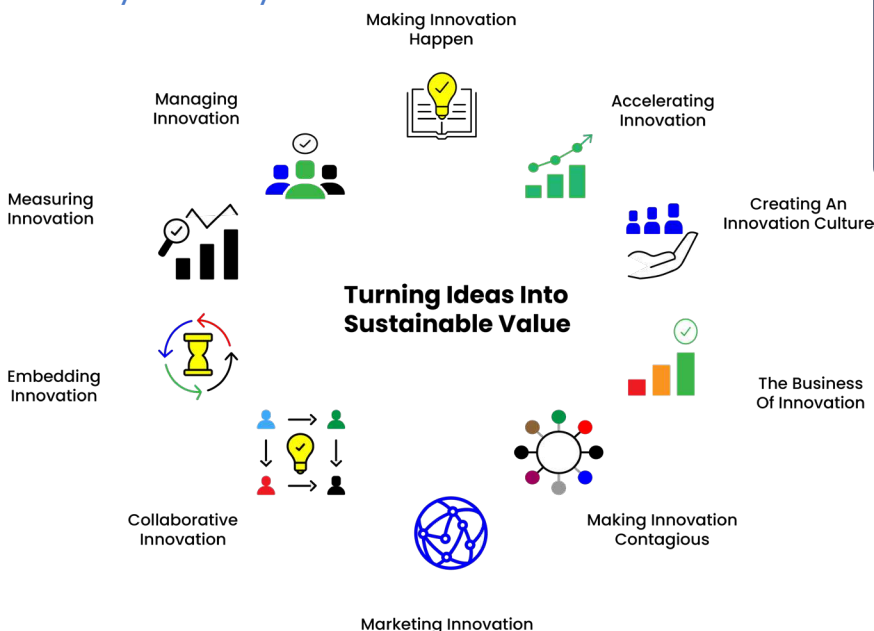 Making Innovation
Happen
Managing
Innovation
Accelerating
Innovation
Measuring
Innovation
Creating An
Innovation Culture
Turning Ideas Into
Sustainable Value
Embedding
Innovation
The Business
Of Innovation
Collaborative
Innovation
Making Innovation
Contagious
Marketing Innovation